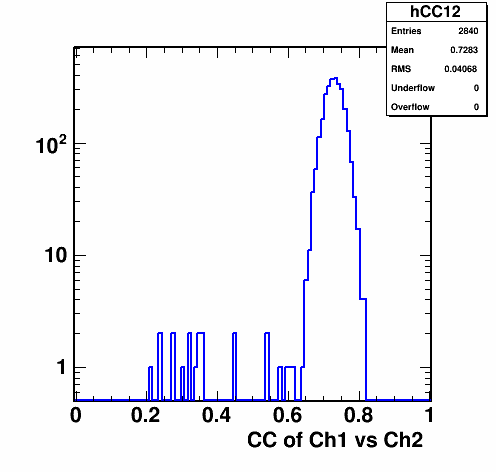 hCC12
Entries 2840
Mean 0.7283
RMS 0.04068
Underflow 0
Overflow 0
10²
10
1
0 0.2 0.4 0.6 0.8 1
CC of Ch1 vs Ch2